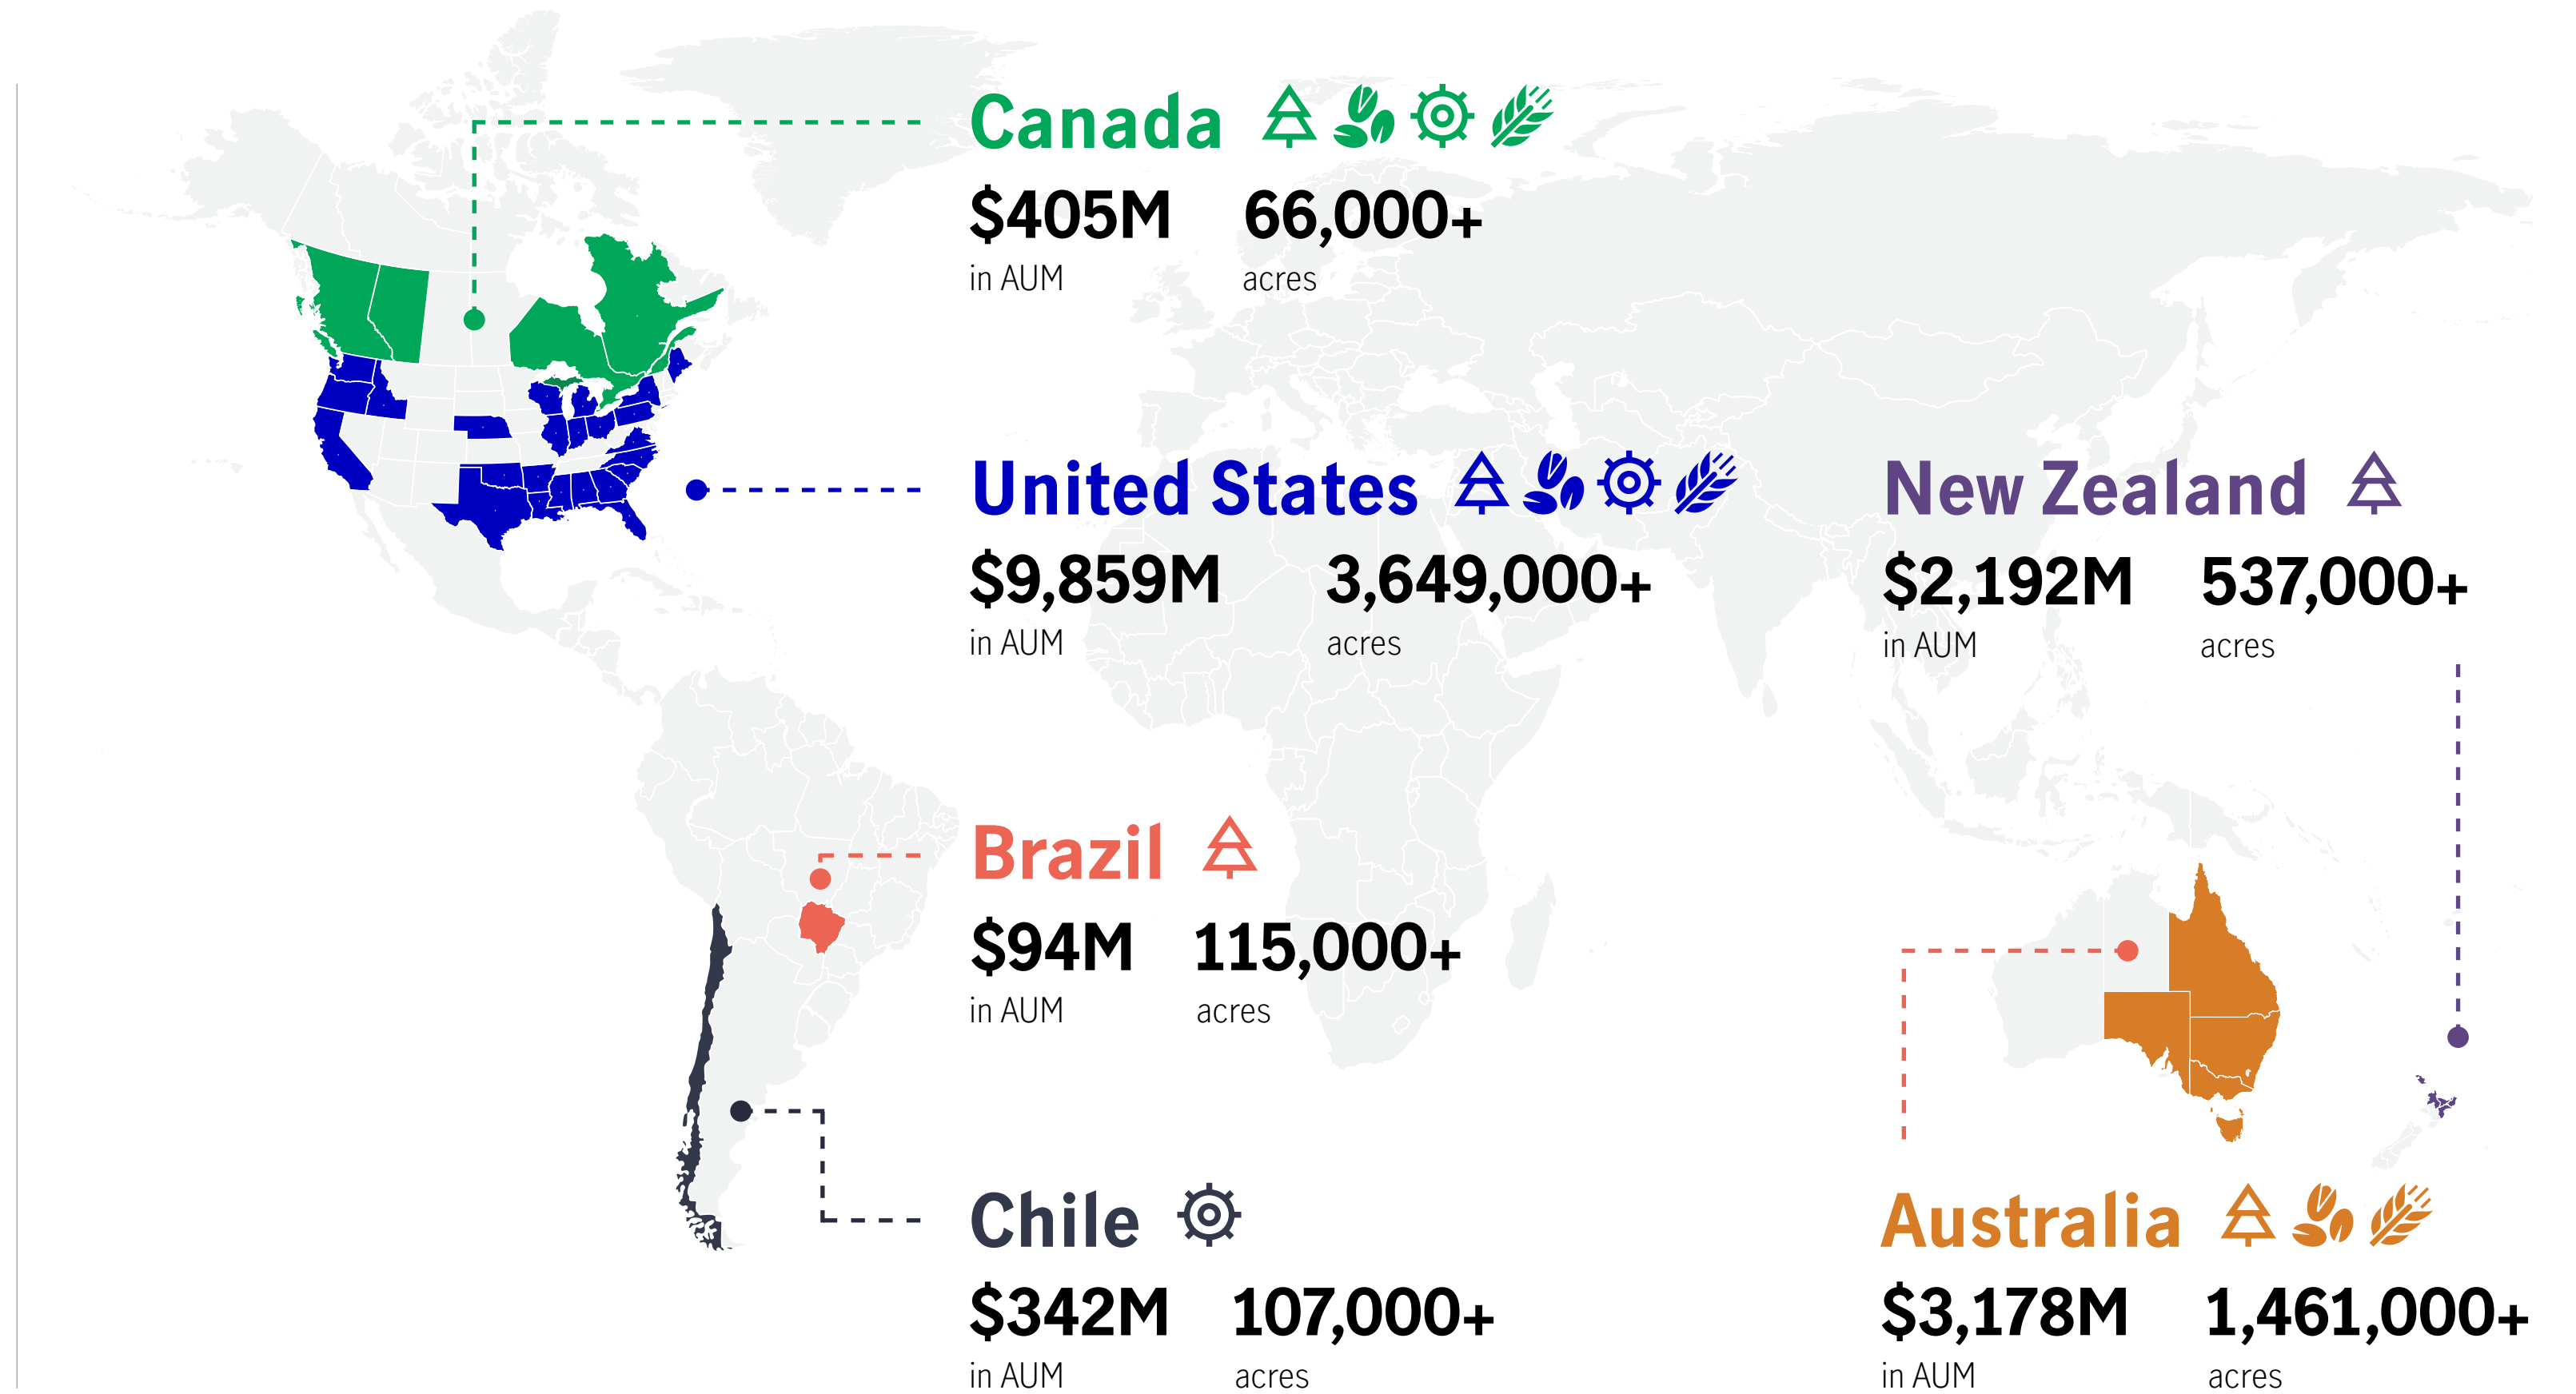 Canada
$405M 66,000+
in AUM acres
United States
$9,859M 3,649,000+
in AUM acres
New Zealand
$2,192M 537,000+
in AUM acres
Brazil
$94M 115,000+
in AUM acres
Chile
$342M 107,000+
in AUM acres
Australia
$3,178M 1,461,000+
in AUM acres